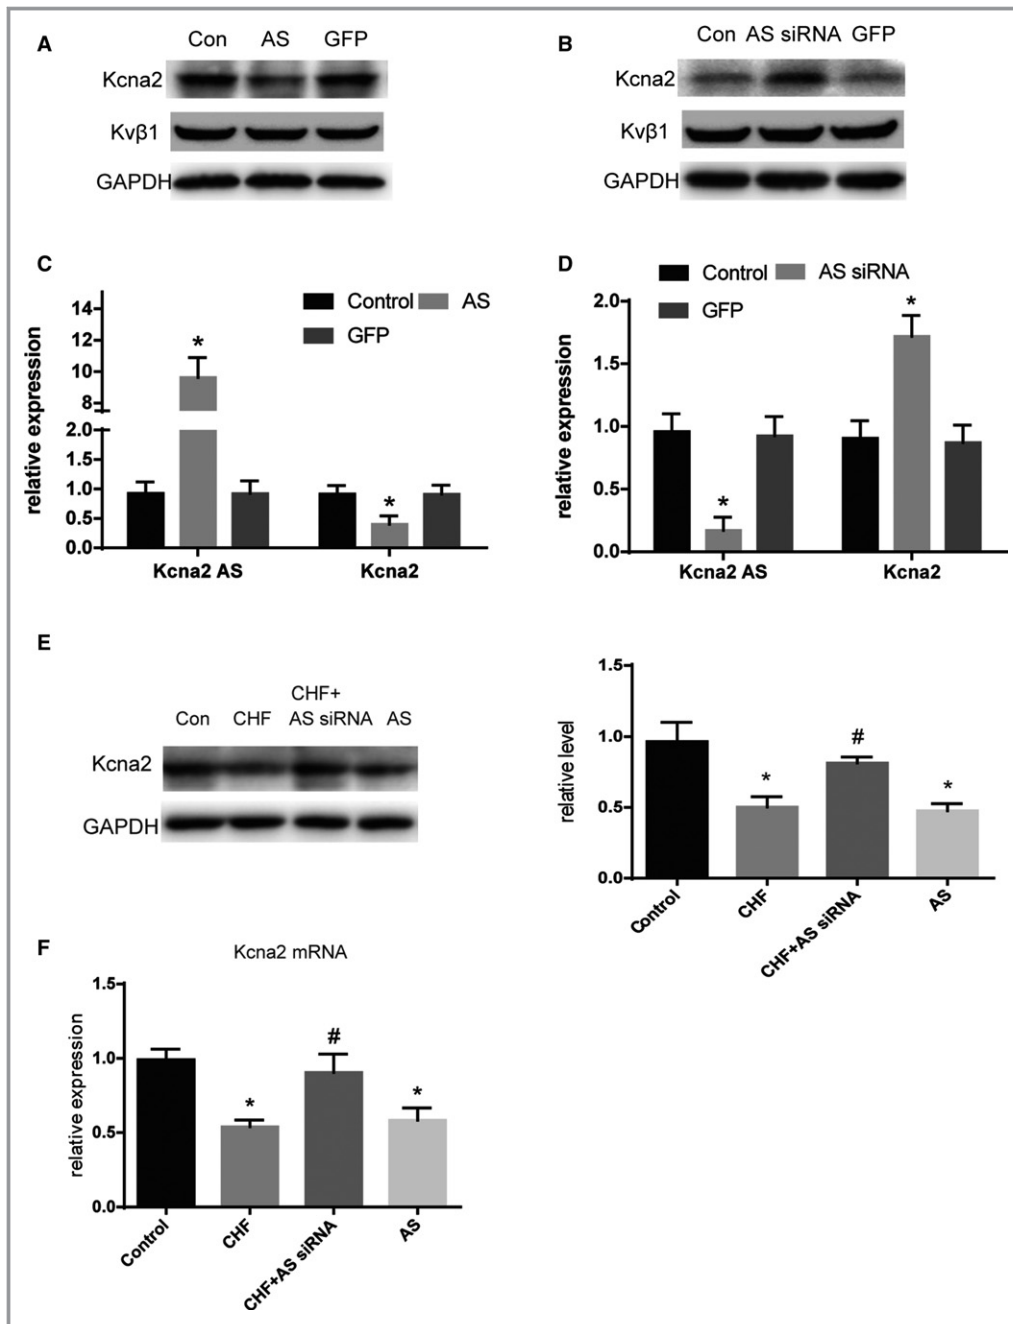 A
Con AS GFP
Kcna2
Kvβ1
GAPDH
B
Con AS siRNA GFP
Kcna2
Kvβ1
GAPDH
C
Control AS
GFP
relative expression
14
12
10
8
2.0
1.0
0.5
0.0
*
*
Kcna2 AS Kcna2
D
Control AS siRNA
GFP
relative expression
2.0
1.5
1.0
0.5
0.0
*
*
Kcna2 AS Kcna2
E
CHF+
Con CHF AS siRNA AS
Kcna2
GAPDH
relative level
1.5
1.0
0.5
0.0
*
#
*
Control CHF CHF+AS siRNA AS
F
Kcna2 mRNA
relative expression
1.5
1.0
0.5
0.0
*
#
*
Control CHF CHF+AS siRNA AS